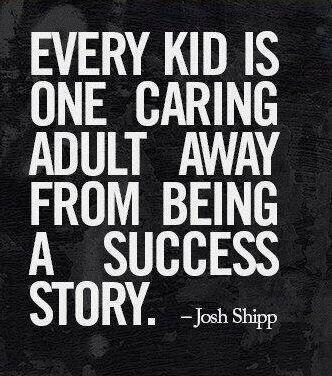 EVERY KID IS
ONE CARING
ADULT AWAY
FROM BEING
A SUCCESS
STORY. – Josh Shipp